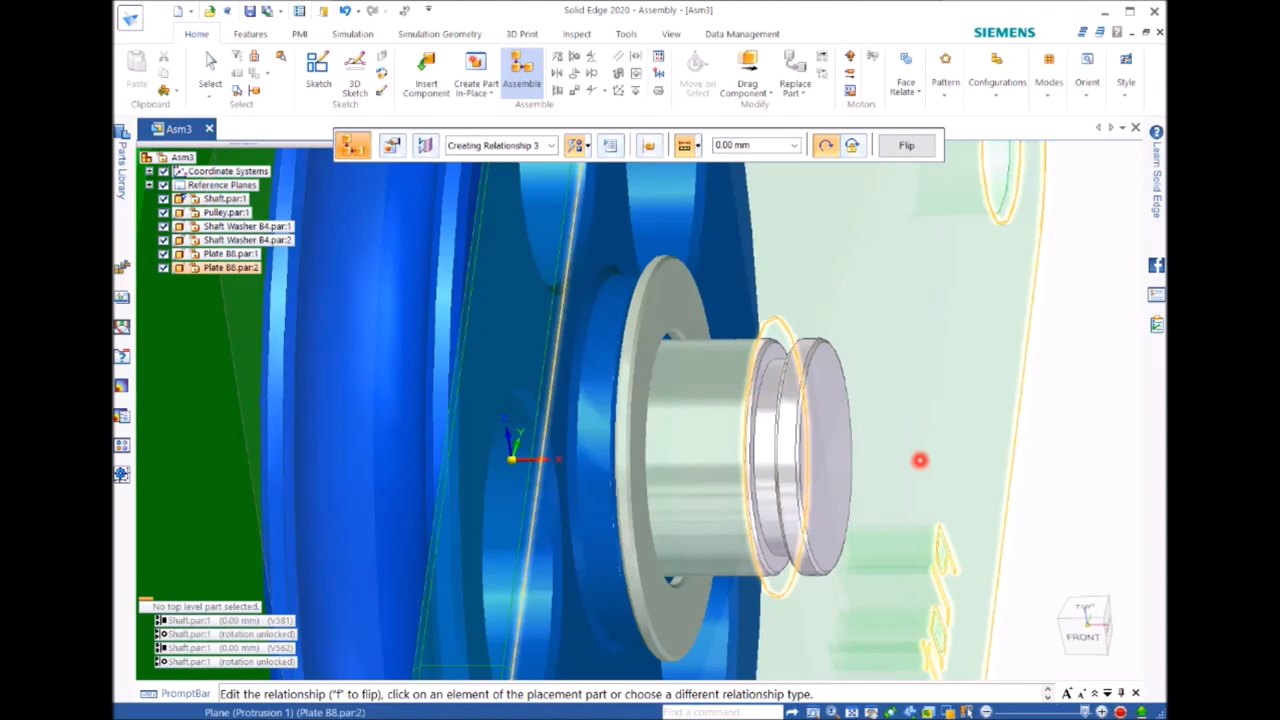 Solid Edge 2020 - Assembly - [Asm3]
Home
Features
PMI
Simulation
Simulation Geometry
3D Print
Inspect
Tools
View
Data Management
SIEMENS
Paste
Select
Sketch
3D
Sketch
Insert
Component
Create Part
In-Place
Assemble
Move on
Select
Drag
Component
Replace
Part
Face
Relate
Pattern
Configurations
Modes
Orient
Style
Clipboard
Select
Sketch
Assemble
Modify
Motors
Asm3
Creating Relationship 3
0.00 mm
Flip
Asm3
Coordinate Systems
Reference Planes
Shaft.par:1
Pulley.par:1
Shaft Washer B4.par:1
Shaft Washer B4.par:2
Plate B8.par:1
Plate B8.par:2
Parts Library
Learn Solid Edge
Z
Y
X
No top level part selected.
Shaft.par:1 (0.00 mm) (V581)
Shaft.par:1 (rotation unlocked)
Shaft.par:1 (0.00 mm) (V562)
Shaft.par:1 (rotation unlocked)
TOP
FRONT
PromptBar
Edit the relationship ("f" to flip), click on an element of the placement part or choose a different relationship type.
Plane (Protrusion 1) (Plate B8.par:2)
Find a command